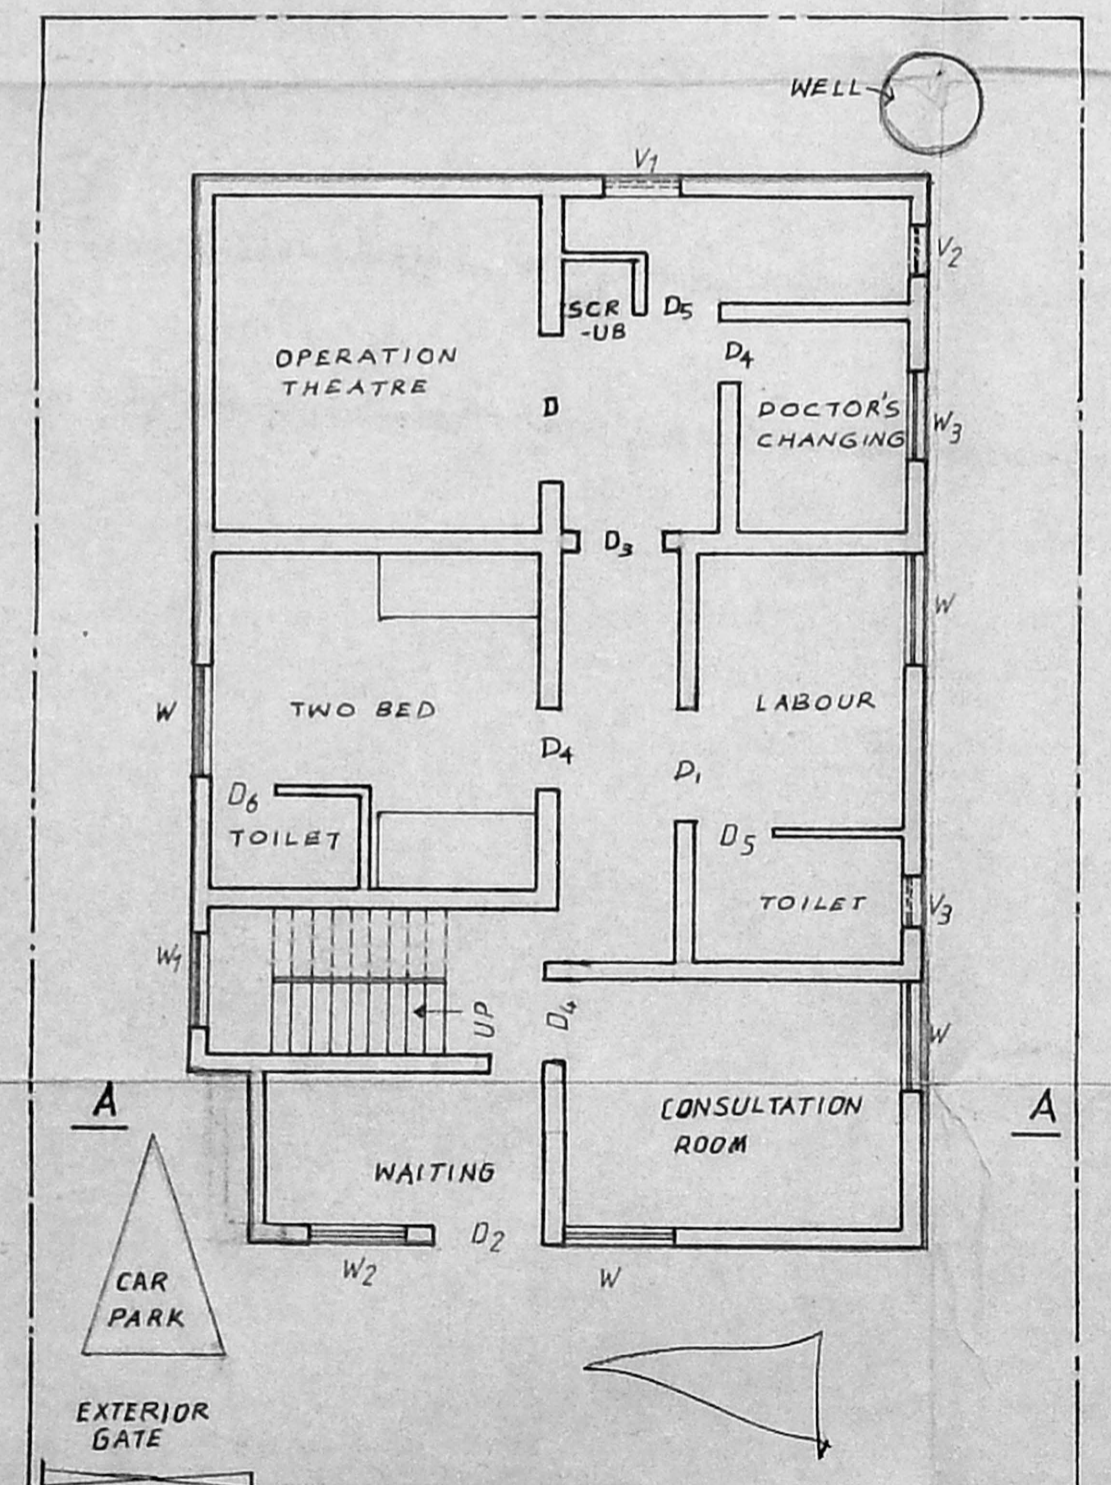 WELL
V1
V2
SCR
-UB
D5
D4
OPERATION
THEATRE
D
DOCTOR'S
CHANGING
W3
D3
W
W
TWO BED
LABOUR
D4
D1
D6
TOILET
D5
TOILET
V3
W1
UP
D4
W
A
CONSULTATION
ROOM
A
WAITING
D2
W2
W
CAR
PARK
EXTERIOR
GATE